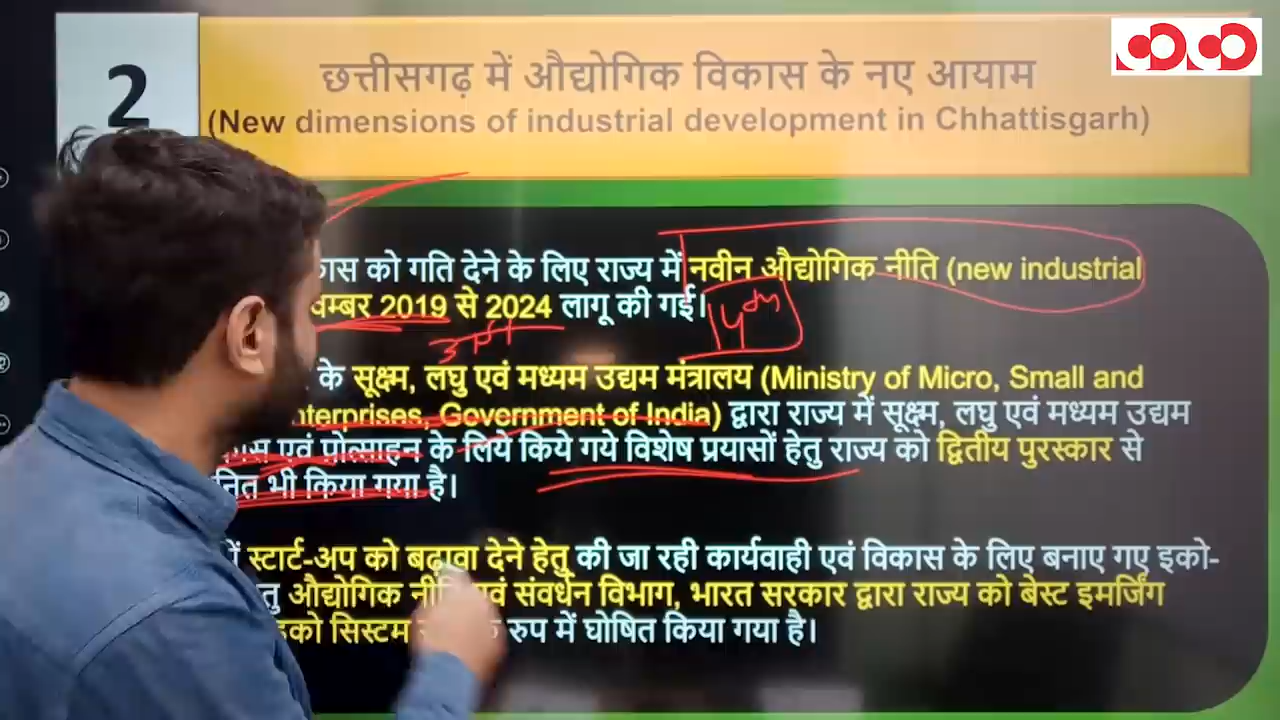 2
छत्तीसगढ़ में औद्योगिक विकास के नए आयाम
(New dimensions of industrial development in Chhattisgarh)
को गति देने के लिए राज्य में नवीन औद्योगिक नीति (new industrial
2019 से 2024 लागू की गई।
के सूक्ष्म, लघु एवं मध्यम उद्यम मंत्रालय (Ministry of Micro, Small and
Government of India) द्वारा राज्य में सूक्ष्म, लघु एवं मध्यम उद्यम
एवं प्रोत्साहन के लिये किये गये विशेष प्रयासों हेतु राज्य को द्वितीय पुरस्कार से
भी किया गया है।
स्टार्ट-अप को बढ़ावा देने हेतु की जा रही कार्यवाही एवं विकास के लिए बनाए गए इको-
औद्योगिक संवर्धन विभाग, भारत सरकार द्वारा राज्य को बेस्ट इमर्जिंग
सिस्टम रुप में घोषित किया गया है।